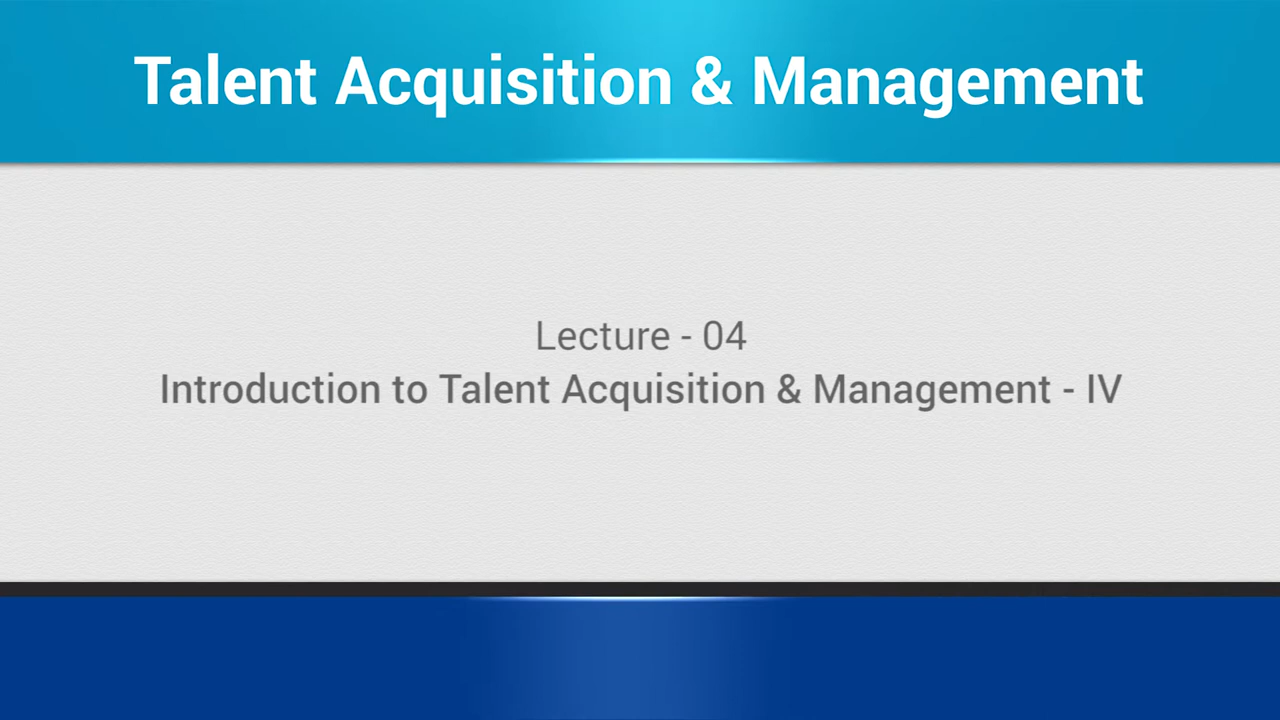 Talent Acquisition & Management
Lecture - 04
Introduction to Talent Acquisition & Management - IV